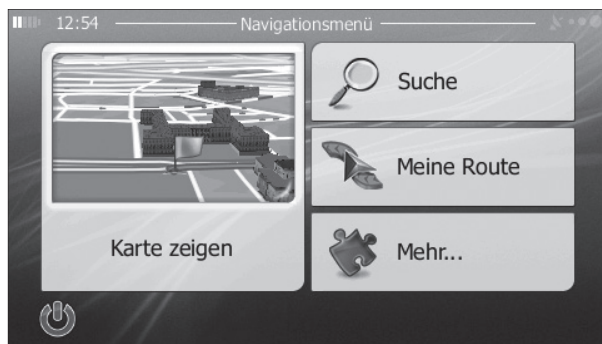 12:54
Navigationsmenü
Suche
Meine Route
Karte zeigen
Mehr...